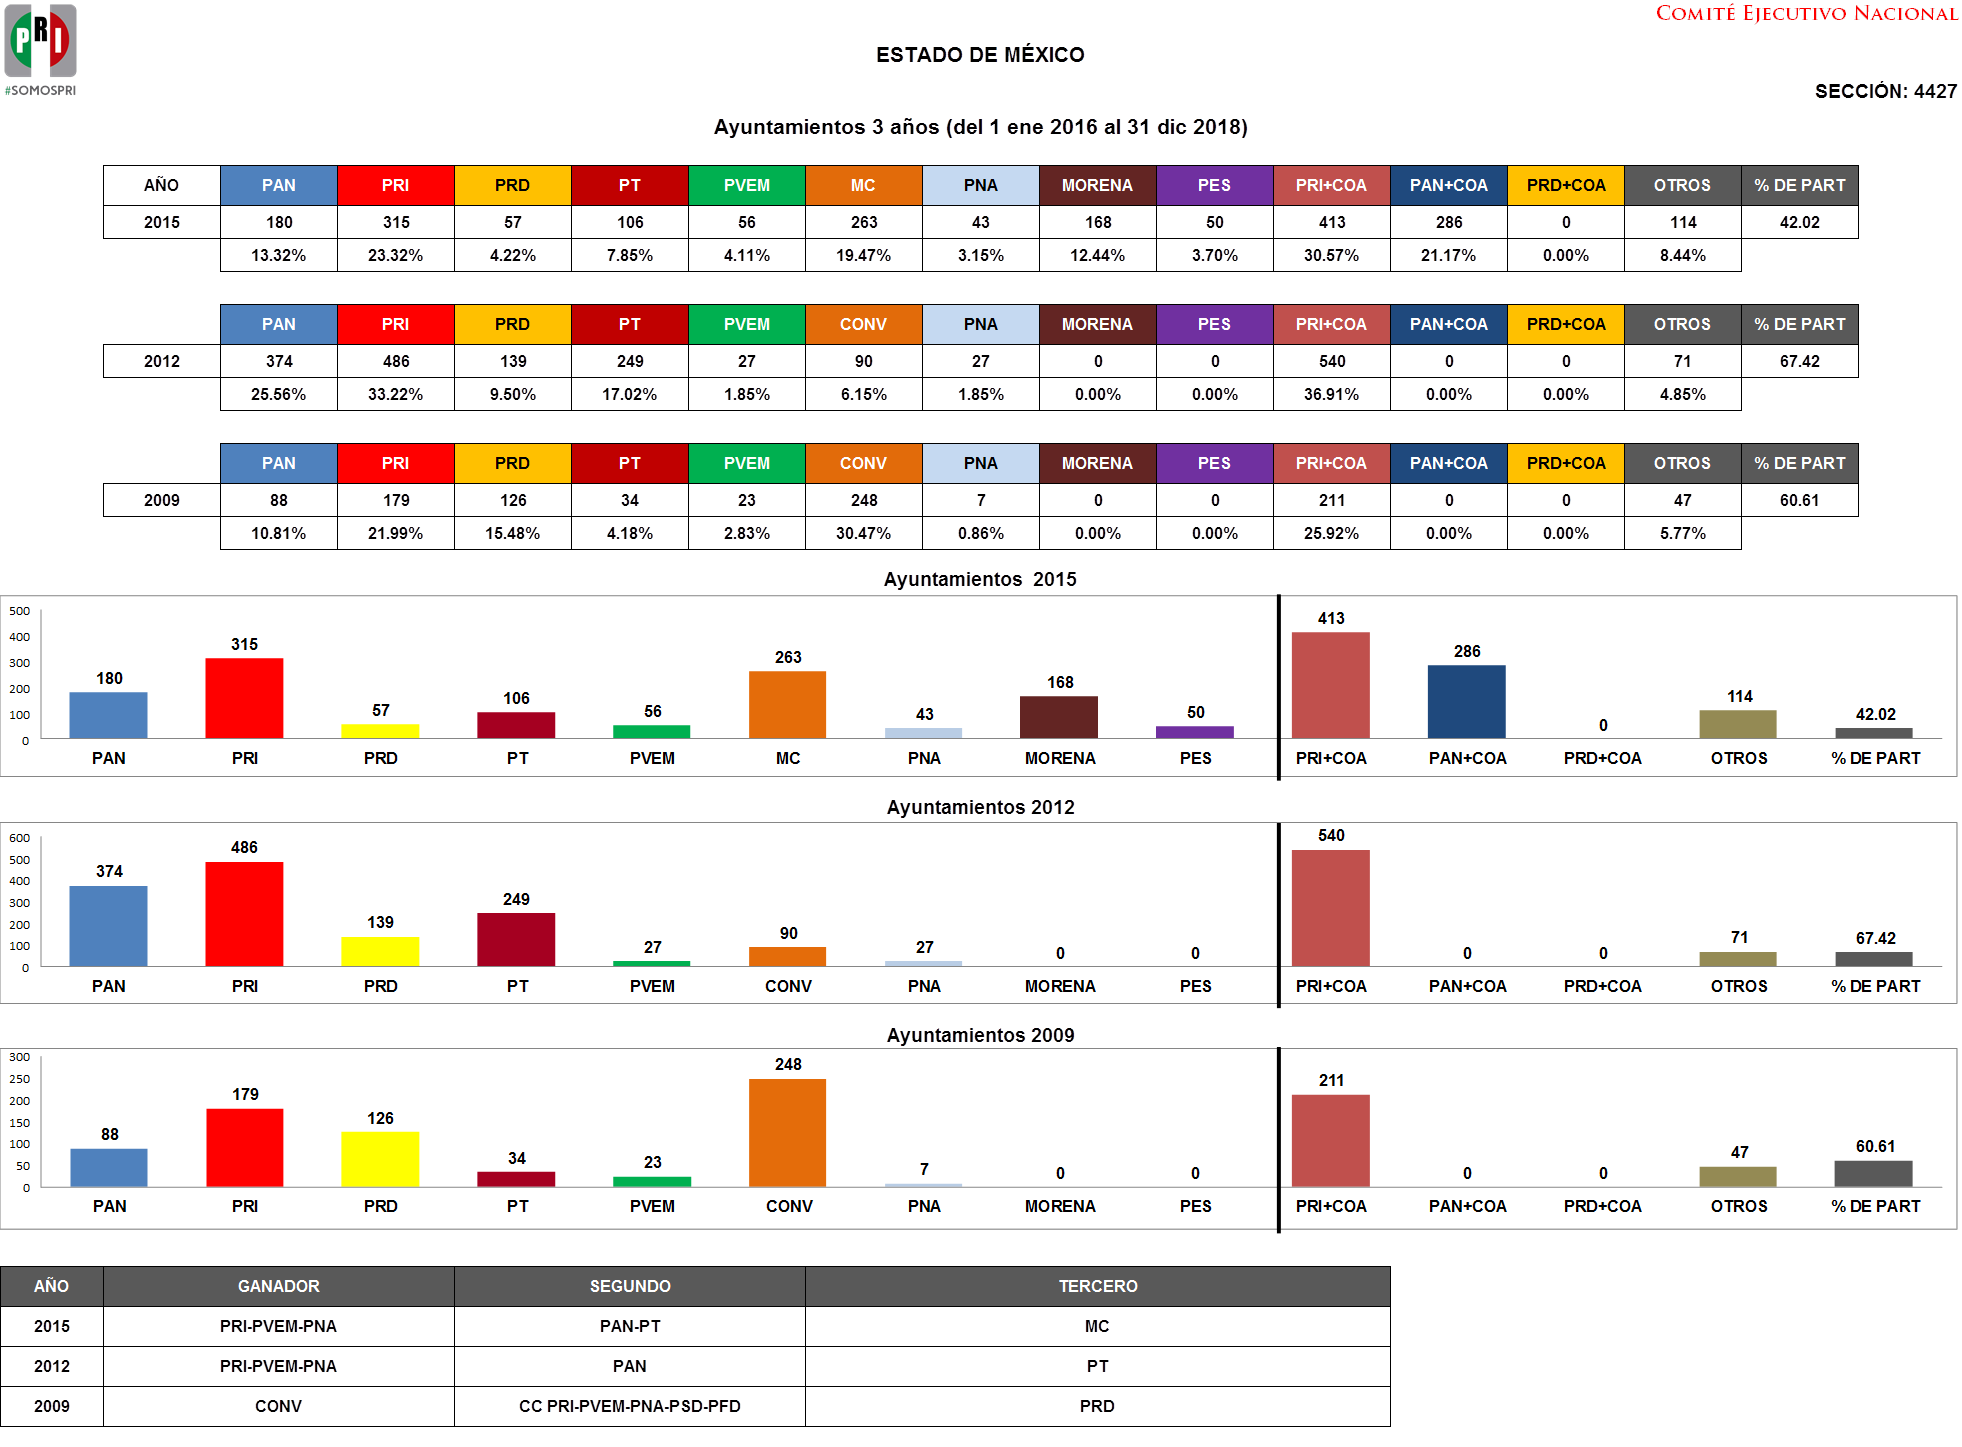 PRI
#SOMOSPRI
COMITÉ EJECUTIVO NACIONAL
ESTADO DE MÉXICO
SECCIÓN: 4427
Ayuntamientos 3 años (del 1 ene 2016 al 31 dic 2018)
AÑO PAN PRI PRD PT PVEM MC PNA MORENA PES PRI+COA PAN+COA PRD+COA OTROS % DE PART
2015 180 315 57 106 56 263 43 168 50 413 286 0 114 42.02
13.32% 23.32% 4.22% 7.85% 4.11% 19.47% 3.15% 12.44% 3.70% 30.57% 21.17% 0.00% 8.44%
PAN PRI PRD PT PVEM CONV PNA MORENA PES PRI+COA PAN+COA PRD+COA OTROS % DE PART
2012 374 486 139 249 27 90 27 0 0 540 0 0 71 67.42
25.56% 33.22% 9.50% 17.02% 1.85% 6.15% 1.85% 0.00% 0.00% 36.91% 0.00% 0.00% 4.85%
PAN PRI PRD PT PVEM CONV PNA MORENA PES PRI+COA PAN+COA PRD+COA OTROS % DE PART
2009 88 179 126 34 23 248 7 0 0 211 0 0 47 60.61
10.81% 21.99% 15.48% 4.18% 2.83% 30.47% 0.86% 0.00% 0.00% 25.92% 0.00% 0.00% 5.77%
Ayuntamientos 2015
500
400
300
200
100
0
180 315 57 106 56 263 43 168 50 413 286 0 114 42.02
PAN PRI PRD PT PVEM MC PNA MORENA PES PRI+COA PAN+COA PRD+COA OTROS % DE PART
Ayuntamientos 2012
600
500
400
300
200
100
0
374 486 139 249 27 90 27 0 0 540 0 0 71 67.42
PAN PRI PRD PT PVEM CONV PNA MORENA PES PRI+COA PAN+COA PRD+COA OTROS % DE PART
Ayuntamientos 2009
300
250
200
150
100
50
0
88 179 126 34 23 248 7 0 0 211 0 0 47 60.61
PAN PRI PRD PT PVEM CONV PNA MORENA PES PRI+COA PAN+COA PRD+COA OTROS % DE PART
AÑO GANADOR SEGUNDO TERCERO
2015 PRI-PVEM-PNA PAN-PT MC
2012 PRI-PVEM-PNA PAN PT
2009 CONV CC PRI-PVEM-PNA-PSD-PFD PRD